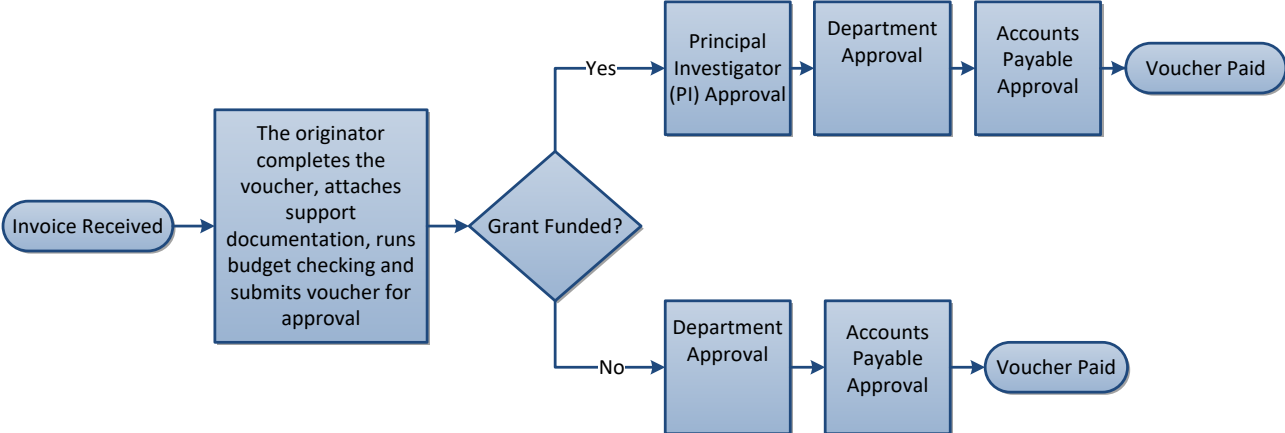 Invoice Received
The originator
completes the
voucher, attaches
support
documentation, runs
budget checking and
submits voucher for
approval
Grant Funded?
Yes
Principal
Investigator
(PI) Approval
Department
Approval
Accounts
Payable
Approval
Voucher Paid
No
Department
Approval
Accounts
Payable
Approval
Voucher Paid